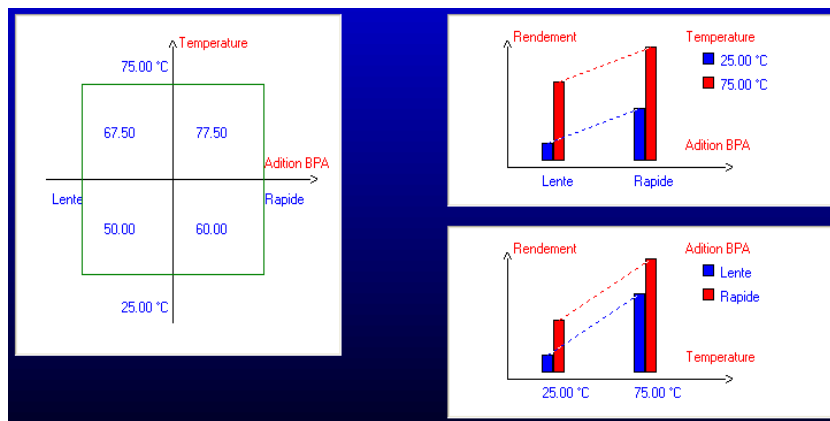 Temperature
75.00 °C
67.50 77.50
Adition BPA
Lente Rapide
50.00 60.00
25.00 °C
Rendement Temperature
25.00 °C
75.00 °C
Adition BPA
Lente Rapide
Rendement Adition BPA
Lente
Rapide
Temperature
25.00 °C 75.00 °C